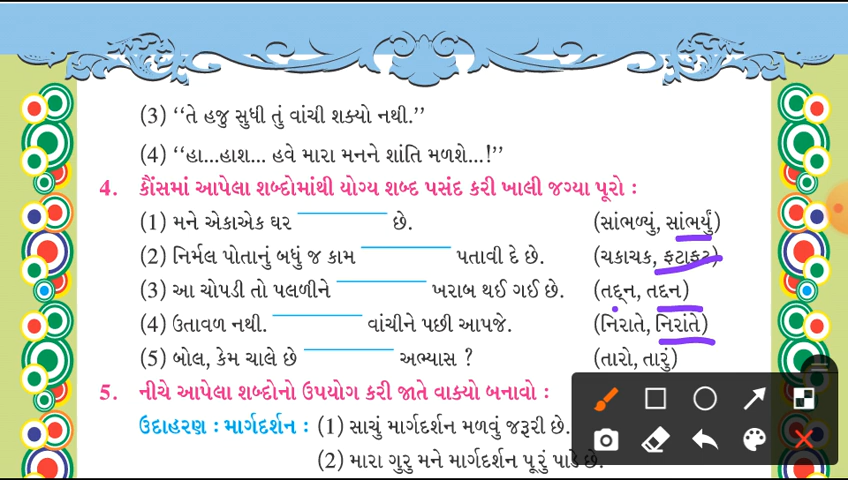 (3) “તે હજુ સુધી તું વાંચી શક્યો નથી.”
(4) “હા...હાશ... હવે મારા મનને શાંતિ મળશે...!”
4. કૌંસમાં આપેલા શબ્દોમાંથી યોગ્ય શબ્દ પસંદ કરી ખાલી જગ્યા પૂરો :
(1) મને એકાએક ઘર ________ છે. (સાંભળ્યું, સાંભર્યું)
(2) નિર્મલ પોતાનું બધું જ કામ ________ પતાવી દે છે. (ચકાચક, ફટાફટ)
(3) આ ચોપડી તો પલળીને ________ ખરાબ થઈ ગઈ છે. (તદ્ન, તદ્દન)
(4) ઉતાવળ નથી. ________ વાંચીને પછી આપજે. (નિરાતે, નિરાંતે)
(5) બોલ, કેમ ચાલે છે ________ અભ્યાસ ? (તારો, તારું)
5. નીચે આપેલા શબ્દોનો ઉપયોગ કરી જાતે વાક્યો બનાવો :
ઉદાહરણ : માર્ગદર્શન : (1) સાચું માર્ગદર્શન મળવું જરૂરી છે.
(2) મારા ગુરુ મને માર્ગદર્શન પૂરું પાડે છે.